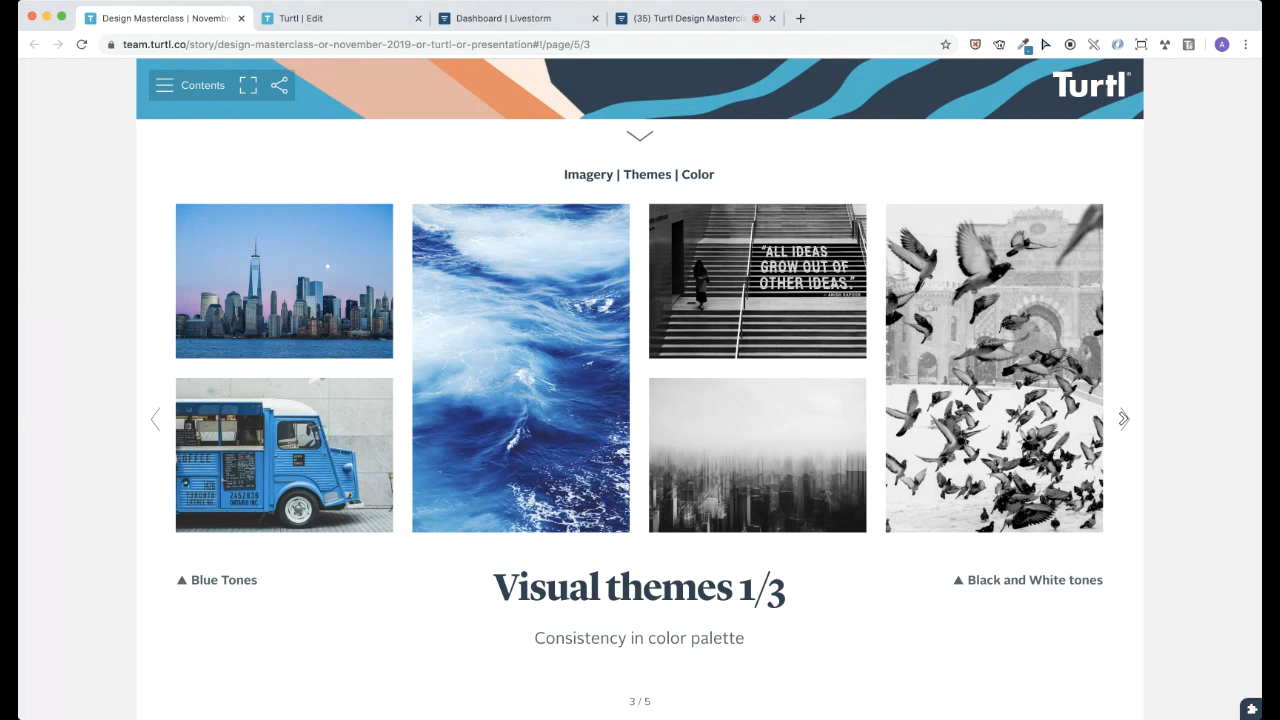 Design Masterclass | Novembe
Turtl | Edit
Dashboard | Livestorm
(35) Turtl Design Mastercl
team.turtl.co/story/design-masterclass-or-november-2019-or-turtl-or-presentation#!/page/5/3
A
Contents
Turtl
Imagery | Themes | Color
"ALL IDEAS
GROW OUT OF
OTHER IDEAS."
– ANISH KAPOOR
▲ Blue Tones
Visual themes 1/3
▲ Black and White tones
Consistency in color palette
3 / 5